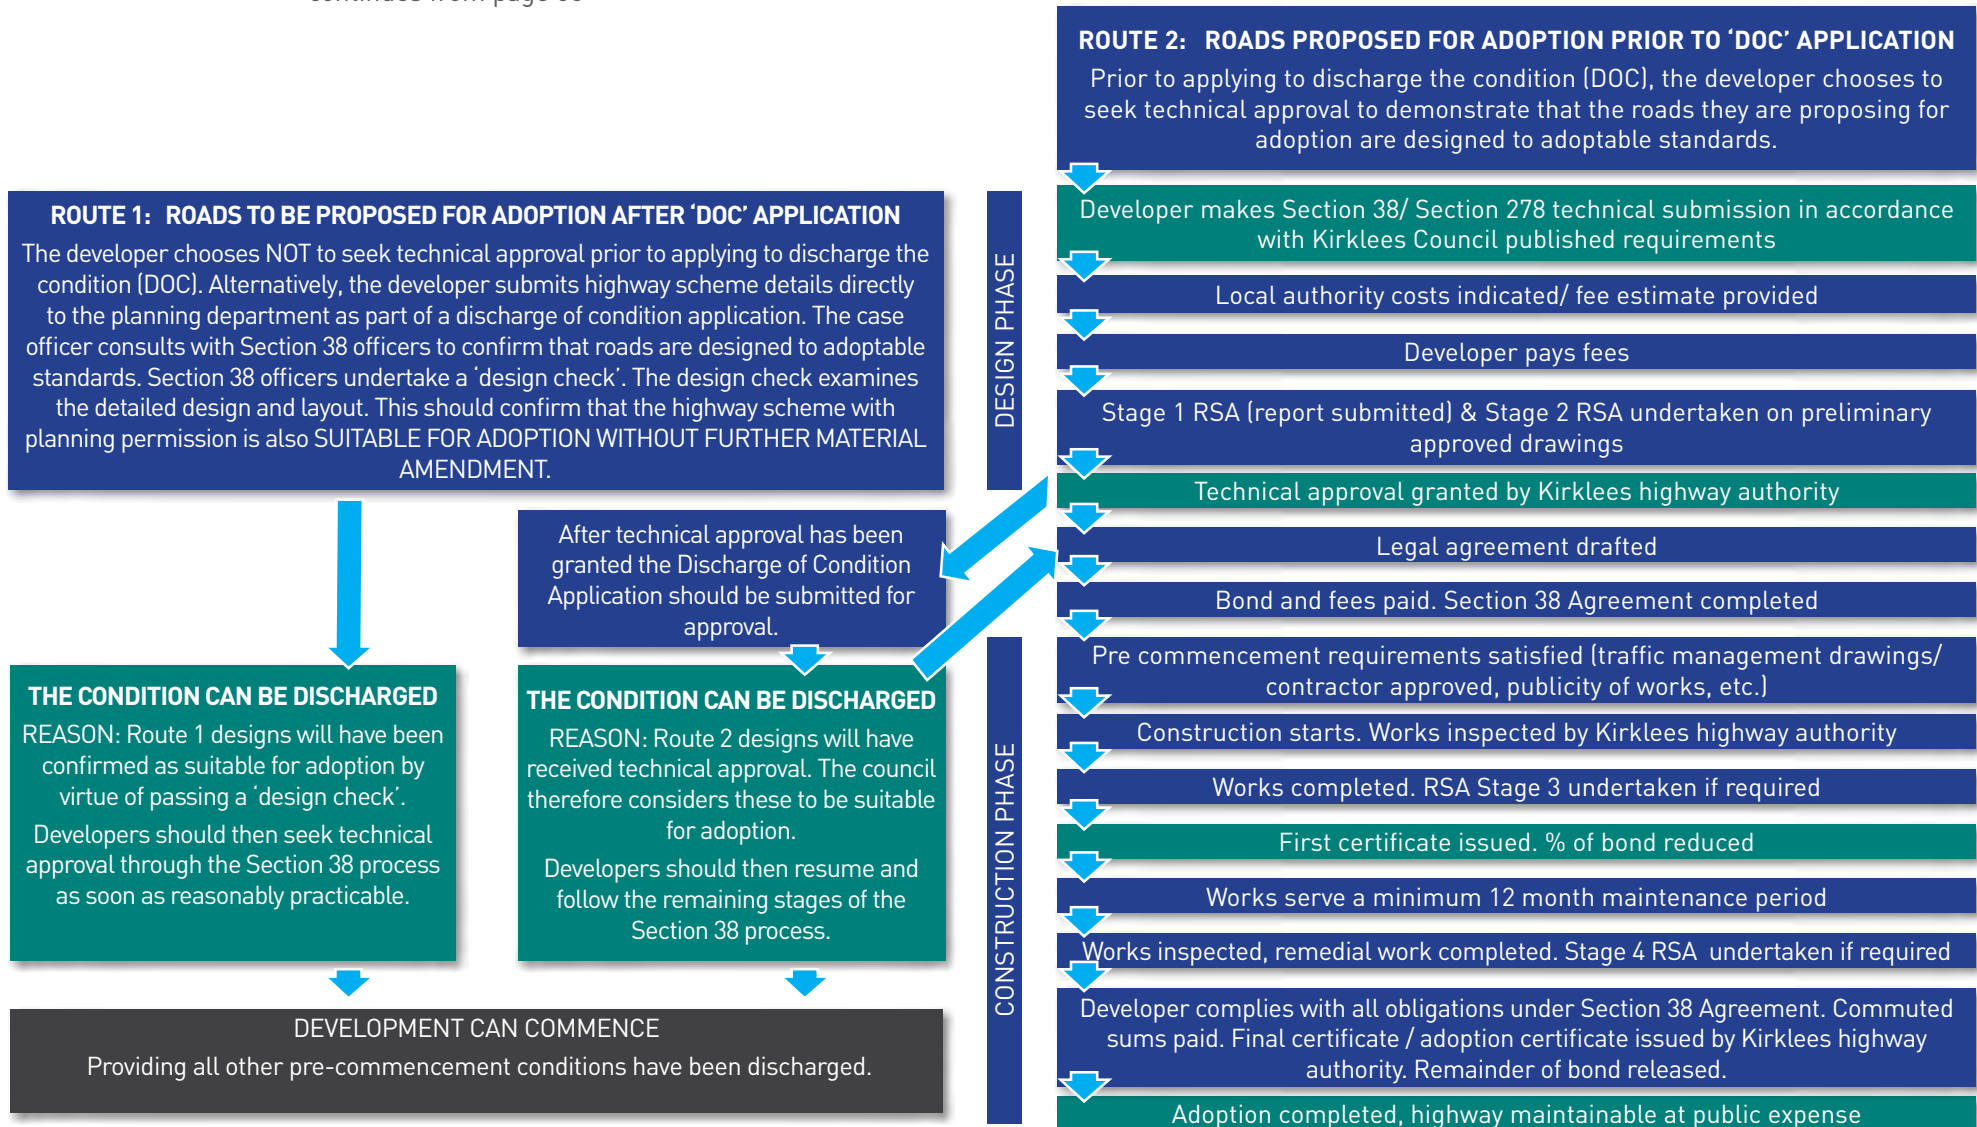 ROUTE 1: ROADS TO BE PROPOSED FOR ADOPTION AFTER ‘DOC’ APPLICATION
The developer chooses NOT to seek technical approval prior to applying to discharge the
condition (DOC). Alternatively, the developer submits highway scheme details directly
to the planning department as part of a discharge of condition application. The case
officer consults with Section 38 officers to confirm that roads are designed to adoptable
standards. Section 38 officers undertake a ‘design check’. The design check examines
the detailed design and layout. This should confirm that the highway scheme with
planning permission is also SUITABLE FOR ADOPTION WITHOUT FURTHER MATERIAL
AMENDMENT.
After technical approval has been
granted the Discharge of Condition
Application should be submitted for
approval.
THE CONDITION CAN BE DISCHARGED
REASON: Route 1 designs will have been
confirmed as suitable for adoption by
virtue of passing a ‘design check’.
Developers should then seek technical
approval through the Section 38 process
as soon as reasonably practicable.
THE CONDITION CAN BE DISCHARGED
REASON: Route 2 designs will have
received technical approval. The council
therefore considers these to be suitable
for adoption.
Developers should then resume and
follow the remaining stages of the
Section 38 process.
DEVELOPMENT CAN COMMENCE
Providing all other pre-commencement conditions have been discharged.
DESIGN PHASE
CONSTRUCTION PHASE
ROUTE 2: ROADS PROPOSED FOR ADOPTION PRIOR TO ‘DOC’ APPLICATION
Prior to applying to discharge the condition (DOC), the developer chooses to
seek technical approval to demonstrate that the roads they are proposing for
adoption are designed to adoptable standards.
Developer makes Section 38/ Section 278 technical submission in accordance
with Kirklees Council published requirements
Local authority costs indicated/ fee estimate provided
Developer pays fees
Stage 1 RSA (report submitted) & Stage 2 RSA undertaken on preliminary
approved drawings
Technical approval granted by Kirklees highway authority
Legal agreement drafted
Bond and fees paid. Section 38 Agreement completed
Pre commencement requirements satisfied (traffic management drawings/
contractor approved, publicity of works, etc.)
Construction starts. Works inspected by Kirklees highway authority
Works completed. RSA Stage 3 undertaken if required
First certificate issued. % of bond reduced
Works serve a minimum 12 month maintenance period
Works inspected, remedial work completed. Stage 4 RSA undertaken if required
Developer complies with all obligations under Section 38 Agreement. Commuted
sums paid. Final certificate / adoption certificate issued by Kirklees highway
authority. Remainder of bond released.
Adoption completed, highway maintainable at public expense